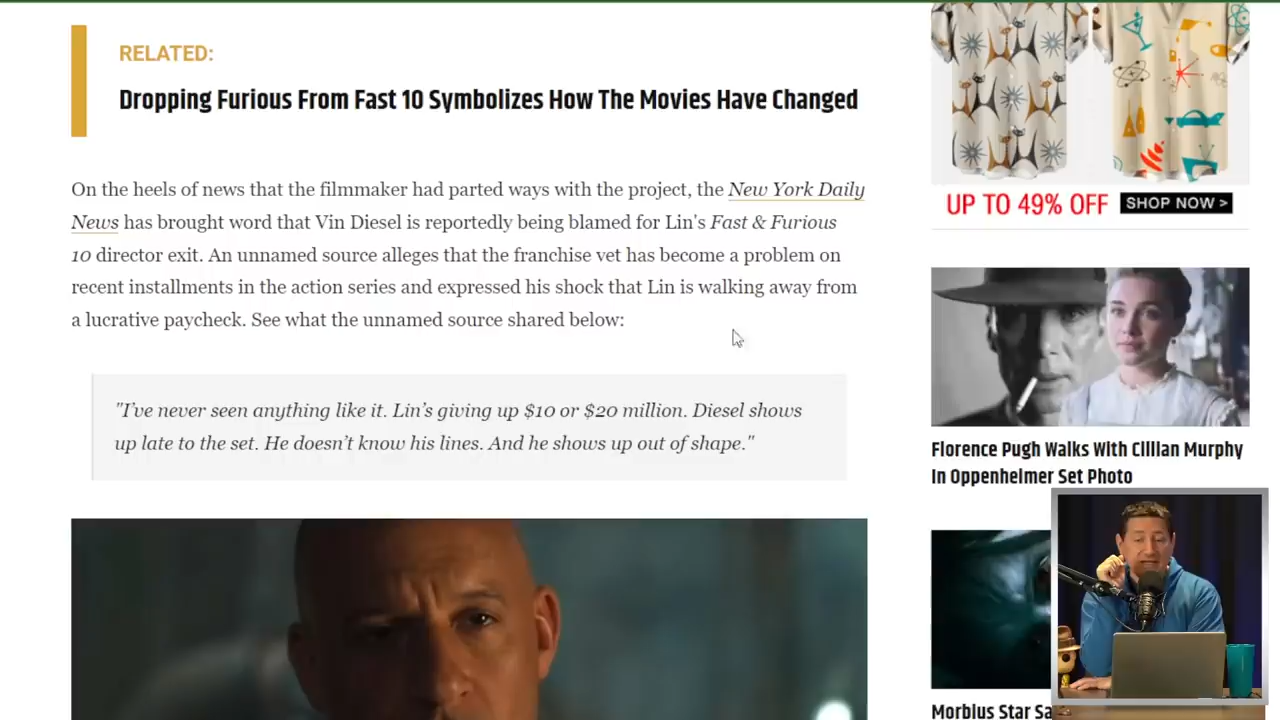 RELATED:
Dropping Furious From Fast 10 Symbolizes How The Movies Have Changed
On the heels of news that the filmmaker had parted ways with the project, the New York Daily
News has brought word that Vin Diesel is reportedly being blamed for Lin's Fast & Furious
10 director exit. An unnamed source alleges that the franchise vet has become a problem on
recent installments in the action series and expressed his shock that Lin is walking away from
a lucrative paycheck. See what the unnamed source shared below:
"I've never seen anything like it. Lin's giving up $10 or $20 million. Diesel shows
up late to the set. He doesn't know his lines. And he shows up out of shape."
UP TO 49% OFF SHOP NOW >
Florence Pugh Walks With Cillian Murphy
In Oppenheimer Set Photo
Morbius Star Sa